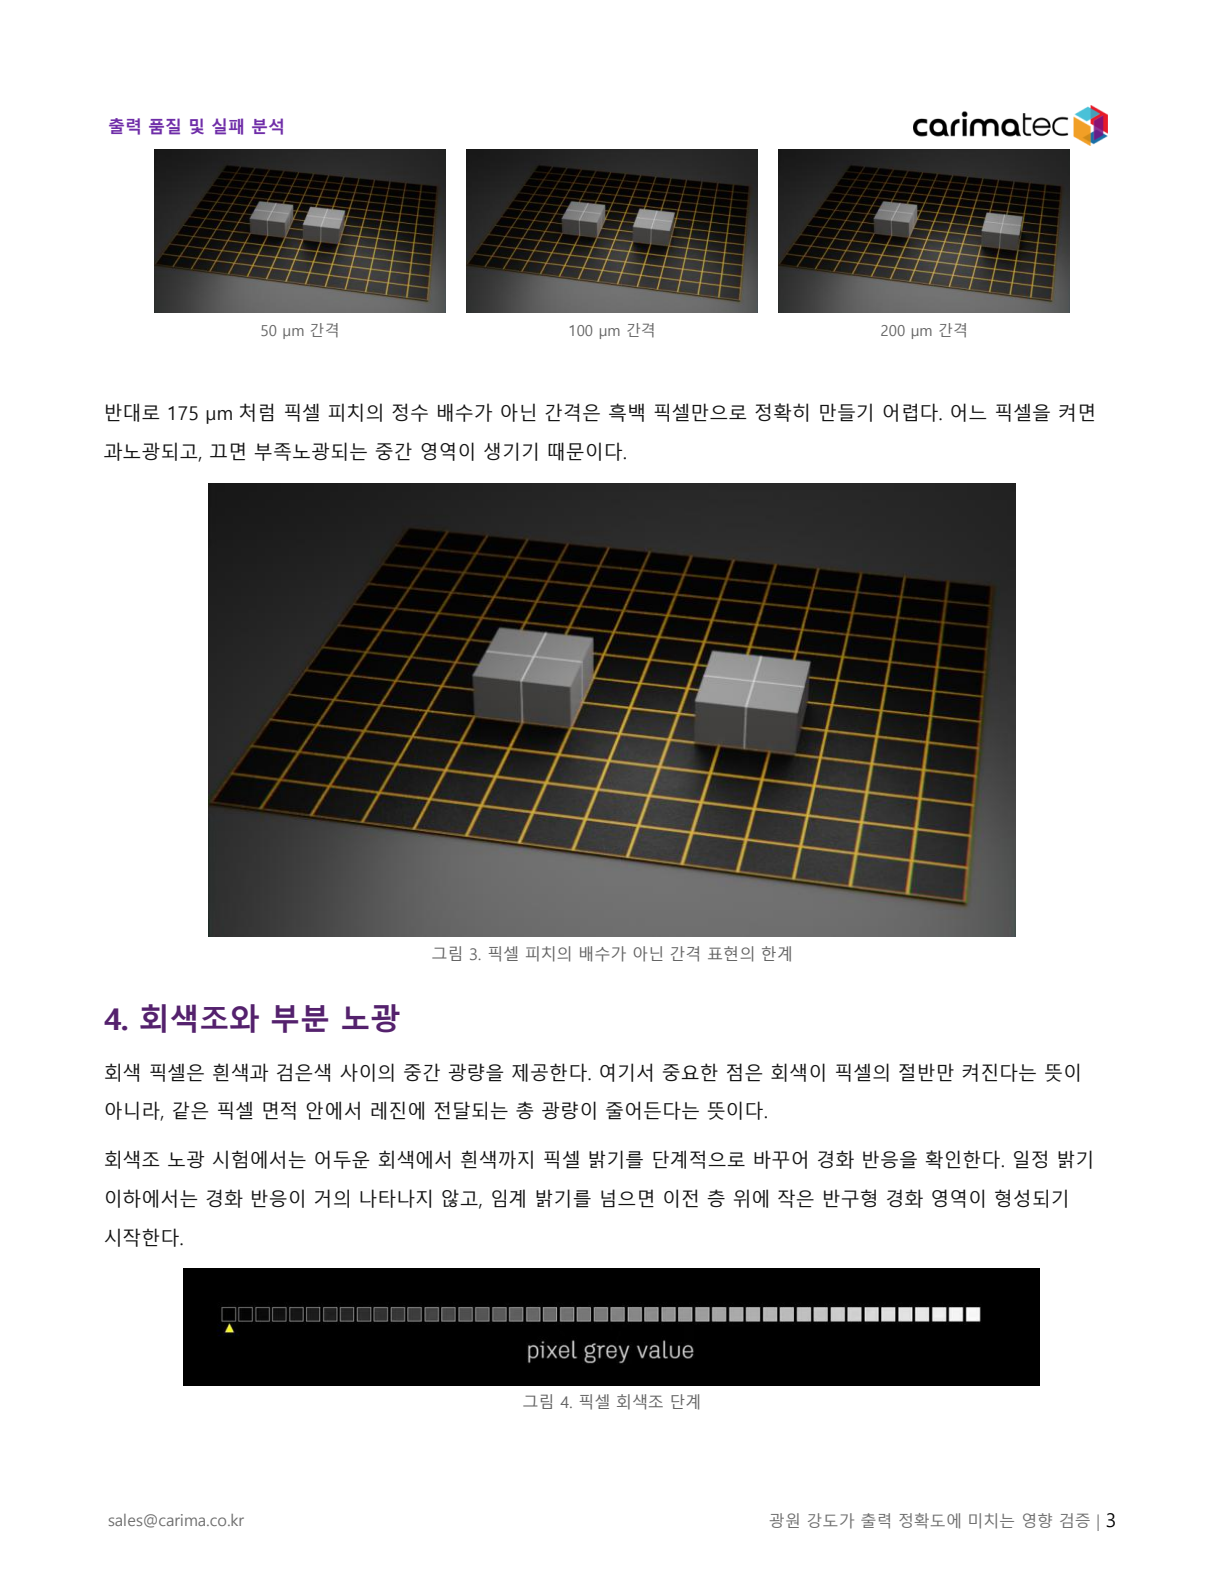 출력 품질 및 실패 분석
carimatec
50 µm 간격
100 µm 간격
200 µm 간격
반대로 175 µm 처럼 픽셀 피치의 정수 배수가 아닌 간격은 흑백 픽셀만으로 정확히 만들기 어렵다. 어느 픽셀을 켜면
과노광되고, 끄면 부족노광되는 중간 영역이 생기기 때문이다.
그림 3. 픽셀 피치의 배수가 아닌 간격 표현의 한계
4. 회색조와 부분 노광
회색 픽셀은 흰색과 검은색 사이의 중간 광량을 제공한다. 여기서 중요한 점은 회색이 픽셀의 절반만 켜진다는 뜻이
아니라, 같은 픽셀 면적 안에서 레진에 전달되는 총 광량이 줄어든다는 뜻이다.
회색조 노광 시험에서는 어두운 회색에서 흰색까지 픽셀 밝기를 단계적으로 바꾸어 경화 반응을 확인한다. 일정 밝기
이하에서는 경화 반응이 거의 나타나지 않고, 임계 밝기를 넘으면 이전 층 위에 작은 반구형 경화 영역이 형성되기
시작한다.
pixel grey value
그림 4. 픽셀 회색조 단계
sales@carima.co.kr
광원 강도가 출력 정확도에 미치는 영향 검증 | 3